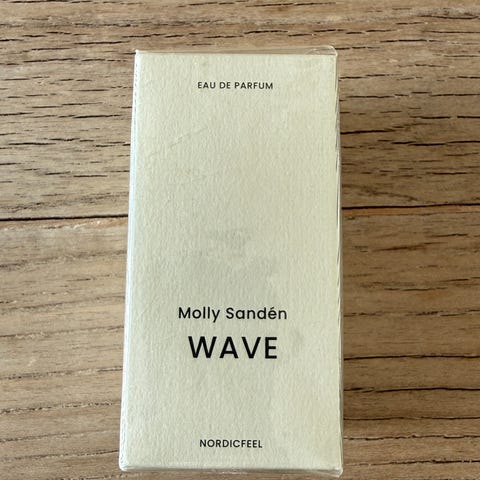 EAU DE PARFUM
Molly Sandén
WAVE
NORDICFEEL